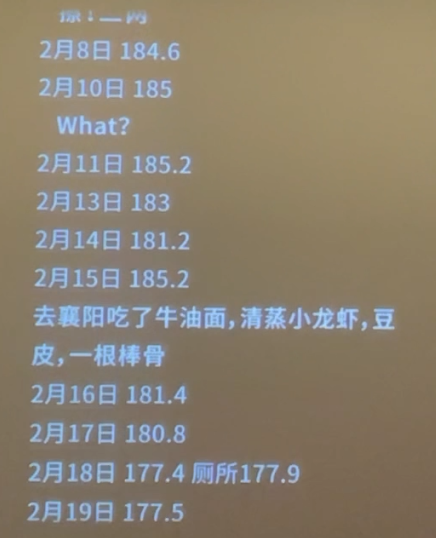 2月8日 184.6
2月10日 185
What?
2月11日 185.2
2月13日 183
2月14日 181.2
2月15日 185.2
去襄阳吃了牛油面,清蒸小龙虾,豆
皮,一根棒骨
2月16日 181.4
2月17日 180.8
2月18日 177.4 厕所177.9
2月19日 177.5